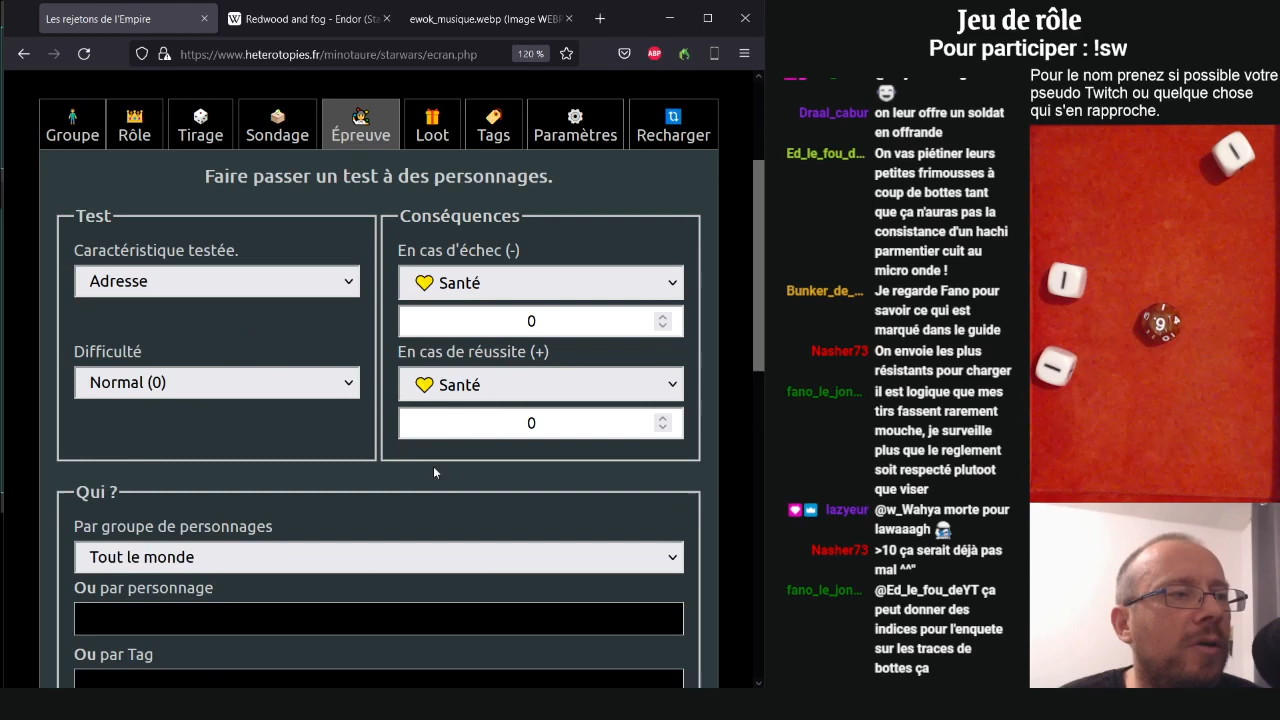 Les rejetons de l'Empire
Redwood and fog - Endor (Sta
ewok_musique.webp (Image WEBP
https://www.heterotopies.fr/minotaure/starwars/ecran.php
120 %
ABP
Groupe
Rôle
Tirage
Sondage
Épreuve
Loot
Tags
Paramètres
Recharger
Faire passer un test à des personnages.
Test
Caractéristique testée.
Adresse
Difficulté
Normal (0)
Conséquences
En cas d'échec (-)
Santé
0
En cas de réussite (+)
Santé
0
Qui ?
Par groupe de personnages
Tout le monde
Ou par personnage
Ou par Tag
Jeu de rôle
Pour participer : !sw
Draal_cabur on leur offre un soldat
en offrande
Ed_le_fou_d... On vas piétiner leurs
petites frimousses à
coup de bottes tant
que ça n'auras pas la
consistance d'un hachi
parmentier cuit au
micro onde !
Bunker_de_... Je regarde Fano pour
savoir ce qui est
marqué dans le guide
Nasher73 On envoie les plus
résistants pour charger
fano_le_jon... il est logique que mes
tirs fassent rarement
mouche, je surveille
plus que le reglement
soit respecté plutoot
que viser
lazyeur @w_Wahya morte pour
lawaaagh
Nasher73 >10 ça serait déjà pas
mal ^^"
fano_le_jon... @Ed_le_fou_deYT ça
peut donner des
indices pour l'enquete
sur les traces de
bottes ça
Pour le nom prenez si possible votre
pseudo Twitch ou quelque chose
qui s'en rapproche.
9